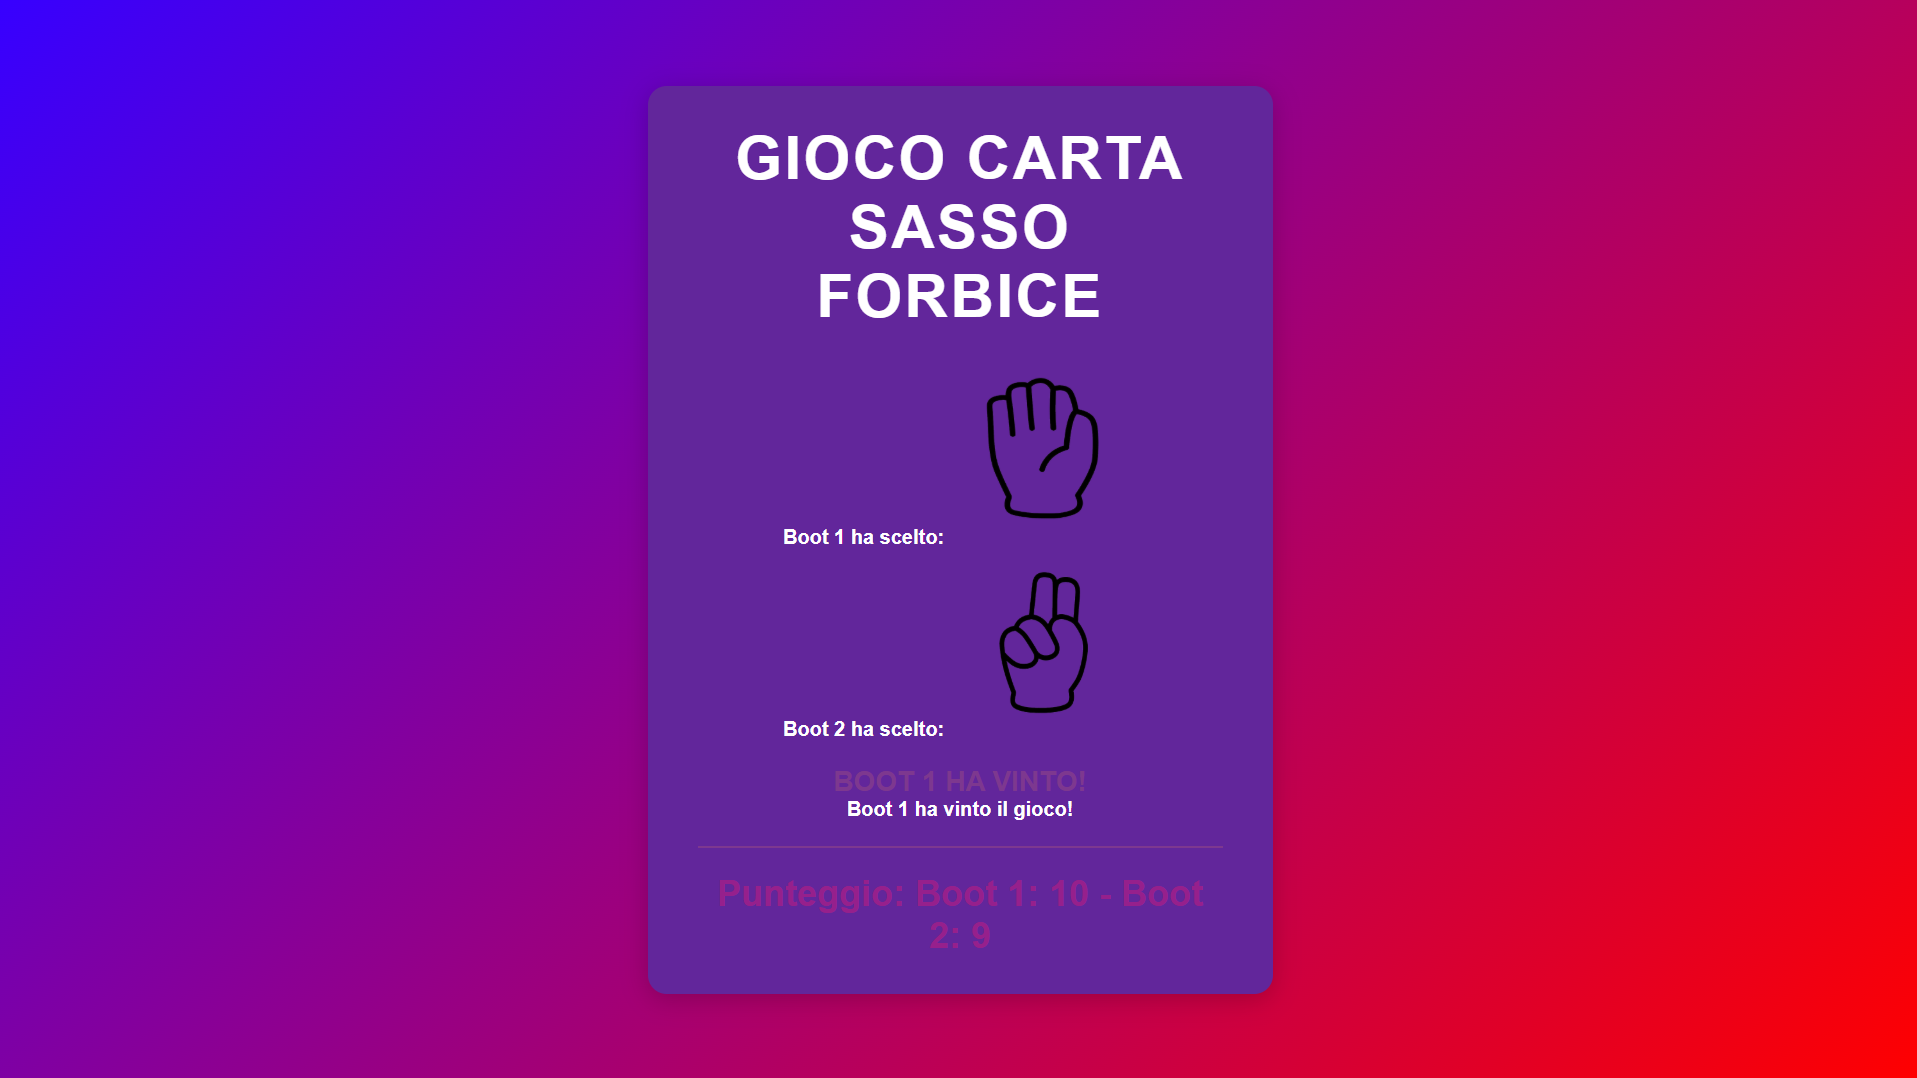 GIOCO CARTA
SASSO
FORBICE
Boot 1 ha scelto:
Boot 2 ha scelto:
BOOT 1 HA VINTO!
Boot 1 ha vinto il gioco!
Punteggio: Boot 1: 10 - Boot
2: 9